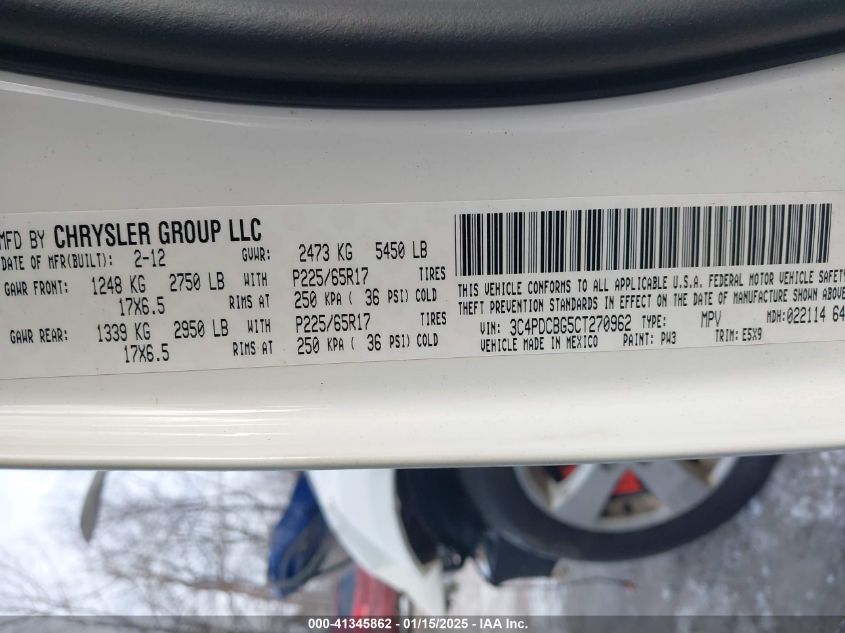 MFD BY CHRYSLER GROUP LLC
DATE OF MFR(BUILT): 2-12 GVWR: 2473 KG 5450 LB
GAWR FRONT: 1248 KG 2750 LB WITH P225/65R17 TIRES
17X6.5 RIMS AT 250 KPA ( 36 PSI) COLD
GAWR REAR: 1339 KG 2950 LB WITH P225/65R17 TIRES
17X6.5 RIMS AT 250 KPA ( 36 PSI) COLD
THIS VEHICLE CONFORMS TO ALL APPLICABLE U.S.A. FEDERAL MOTOR VEHICLE SAFETY
THEFT PREVENTION STANDARDS IN EFFECT ON THE DATE OF MANUFACTURE SHOWN ABOVE
VIN: 3C4PDCBG5CT270962 TYPE: MPV MDH:022114 64
VEHICLE MADE IN MEXICO PAINT: PW3 TRIM: E5X9
000-41345862 - 01/15/2025 - IAA Inc.